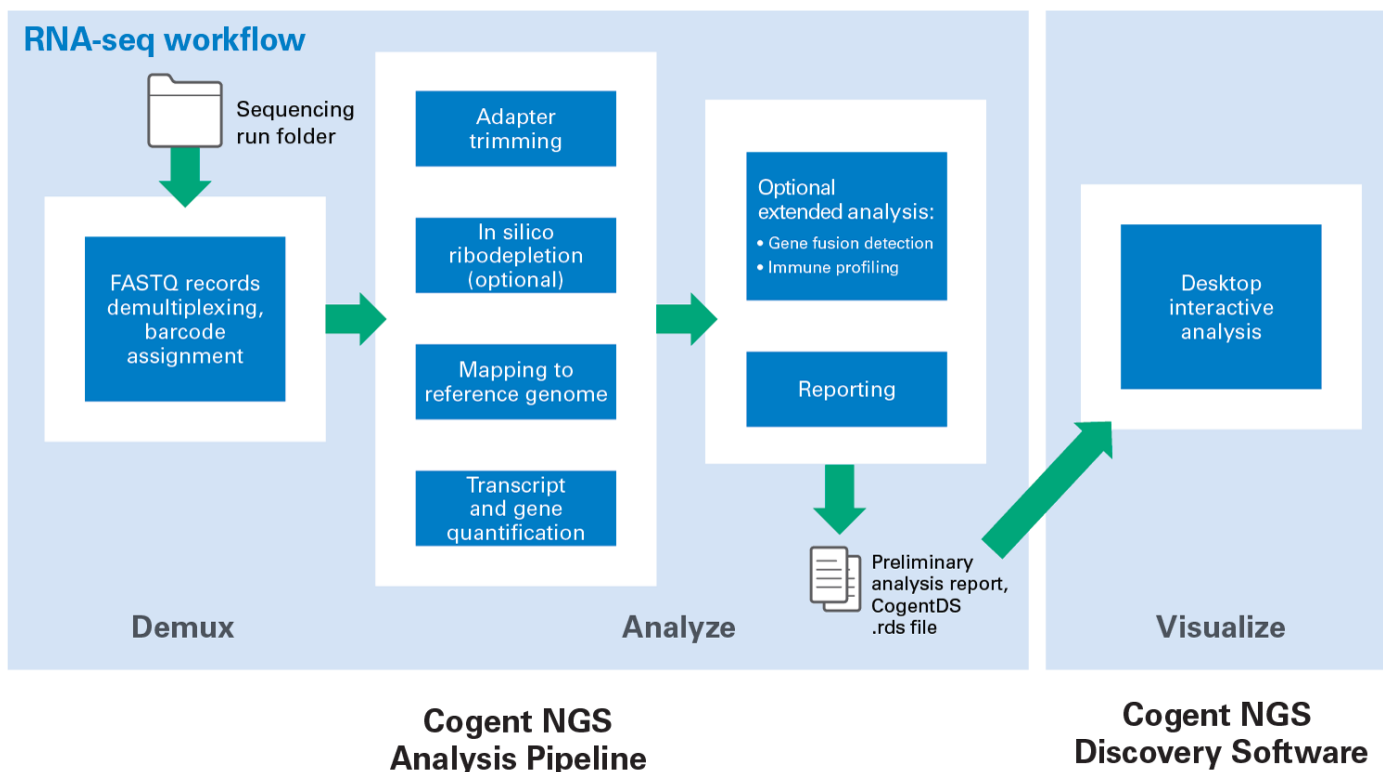 RNA-seq workflow
Sequencing
run folder
FASTQ records
demultiplexing,
barcode
assignment
Adapter
trimming
In silico
ribodepletion
(optional)
Mapping to
reference genome
Transcript
and gene
quantification
Optional
extended analysis:
• Gene fusion detection
• Immune profiling
Reporting
Preliminary
analysis report,
CogentDS
.rds file
Desktop
interactive
analysis
Demux
Analyze
Visualize
Cogent NGS
Analysis Pipeline
Cogent NGS
Discovery Software